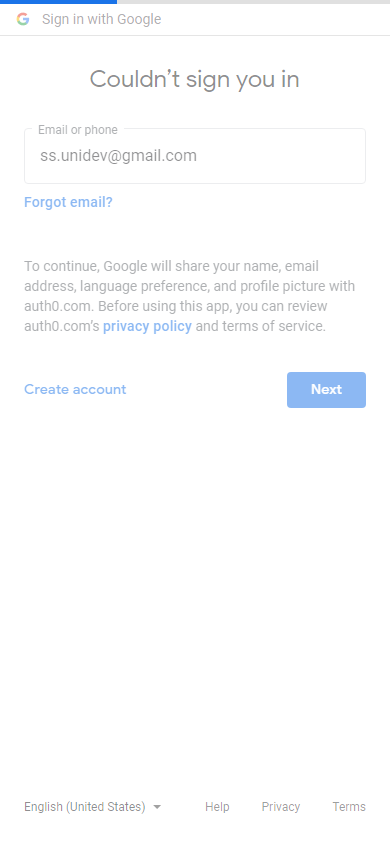 Sign in with Google
Couldn’t sign you in
Email or phone
ss.unidev@gmail.com
Forgot email?
To continue, Google will share your name, email
address, language preference, and profile picture with
auth0.com. Before using this app, you can review
auth0.com’s privacy policy and terms of service.
Create account
Next
English (United States)
Help
Privacy
Terms